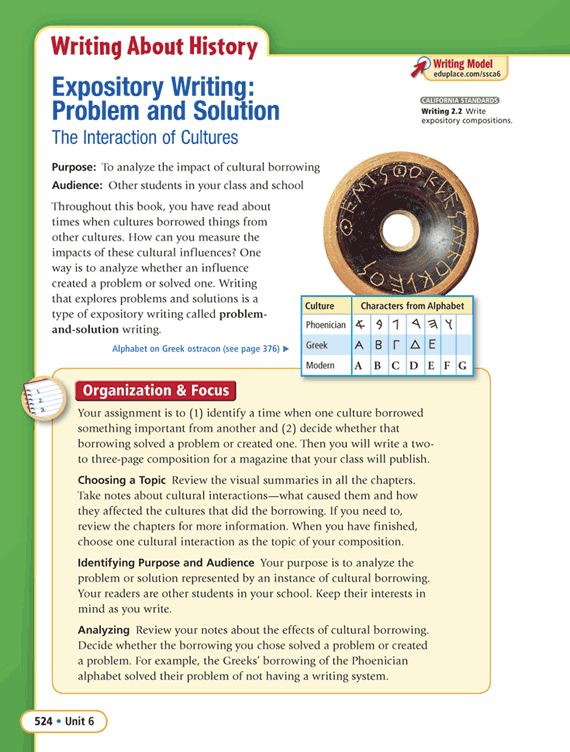 Writing About History
Writing Model
eduplace.com/ssca6
Expository Writing:
Problem and Solution
The Interaction of Cultures
CALIFORNIA STANDARDS
Writing 2.2 Write
expository compositions.
Purpose: To analyze the impact of cultural borrowing
Audience: Other students in your class and school
Throughout this book, you have read about
times when cultures borrowed things from
other cultures. How can you measure the
impacts of these cultural influences? One
way is to analyze whether an influence
created a problem or solved one. Writing
that explores problems and solutions is a
type of expository writing called problem-
and-solution writing.
Alphabet on Greek ostracon (see page 376) ►
Culture Characters from Alphabet
Phoenician
Greek Α Β Γ Δ Ε
Modern A B C D E F G
1.
2.
3.
Organization & Focus
Your assignment is to (1) identify a time when one culture borrowed
something important from another and (2) decide whether that
borrowing solved a problem or created one. Then you will write a two-
to three-page composition for a magazine that your class will publish.
Choosing a Topic Review the visual summaries in all the chapters.
Take notes about cultural interactions—what caused them and how
they affected the cultures that did the borrowing. If you need to,
review the chapters for more information. When you have finished,
choose one cultural interaction as the topic of your composition.
Identifying Purpose and Audience Your purpose is to analyze the
problem or solution represented by an instance of cultural borrowing.
Your readers are other students in your school. Keep their interests in
mind as you write.
Analyzing Review your notes about the effects of cultural borrowing.
Decide whether the borrowing you chose solved a problem or created
a problem. For example, the Greeks' borrowing of the Phoenician
alphabet solved their problem of not having a writing system.
524 • Unit 6